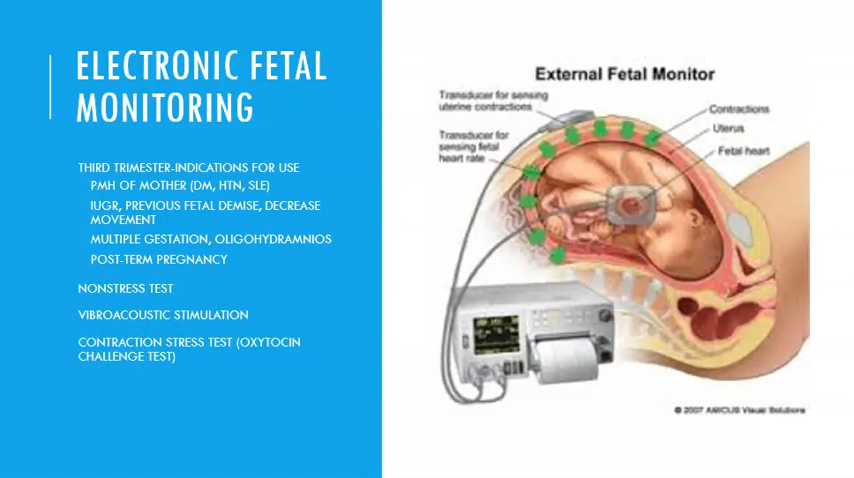 ELECTRONIC FETAL
MONITORING
THIRD TRIMESTER-INDICATIONS FOR USE
PMH OF MOTHER (DM, HTN, SLE)
IUGR, PREVIOUS FETAL DEMISE, DECREASE
MOVEMENT
MULTIPLE GESTATION, OLIGOHYDRAMNIOS
POST-TERM PREGNANCY
NONSTRESS TEST
VIBROACOUSTIC STIMULATION
CONTRACTION STRESS TEST (OXYTOCIN
CHALLENGE TEST)
External Fetal Monitor
Transducer for sensing
uterine contractions
Transducer for
sensing fetal
heart rate
Contractions
Uterus
Fetal heart
© 2007 AMICUS Visual Solutions